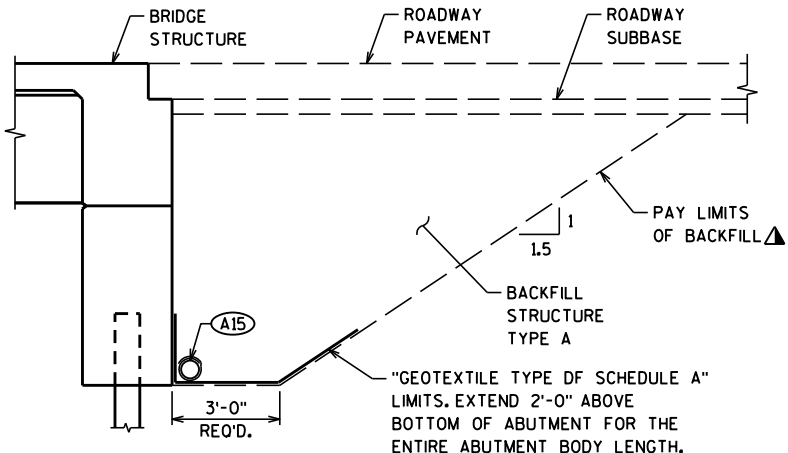 BRIDGE
STRUCTURE
ROADWAY
PAVEMENT
ROADWAY
SUBBASE
1
1.5
PAY LIMITS
OF BACKFILL
BACKFILL
STRUCTURE
TYPE A
A15
"GEOTEXTILE TYPE DF SCHEDULE A"
LIMITS. EXTEND 2'-0" ABOVE
BOTTOM OF ABUTMENT FOR THE
ENTIRE ABUTMENT BODY LENGTH.
3'-0"
REQ'D.